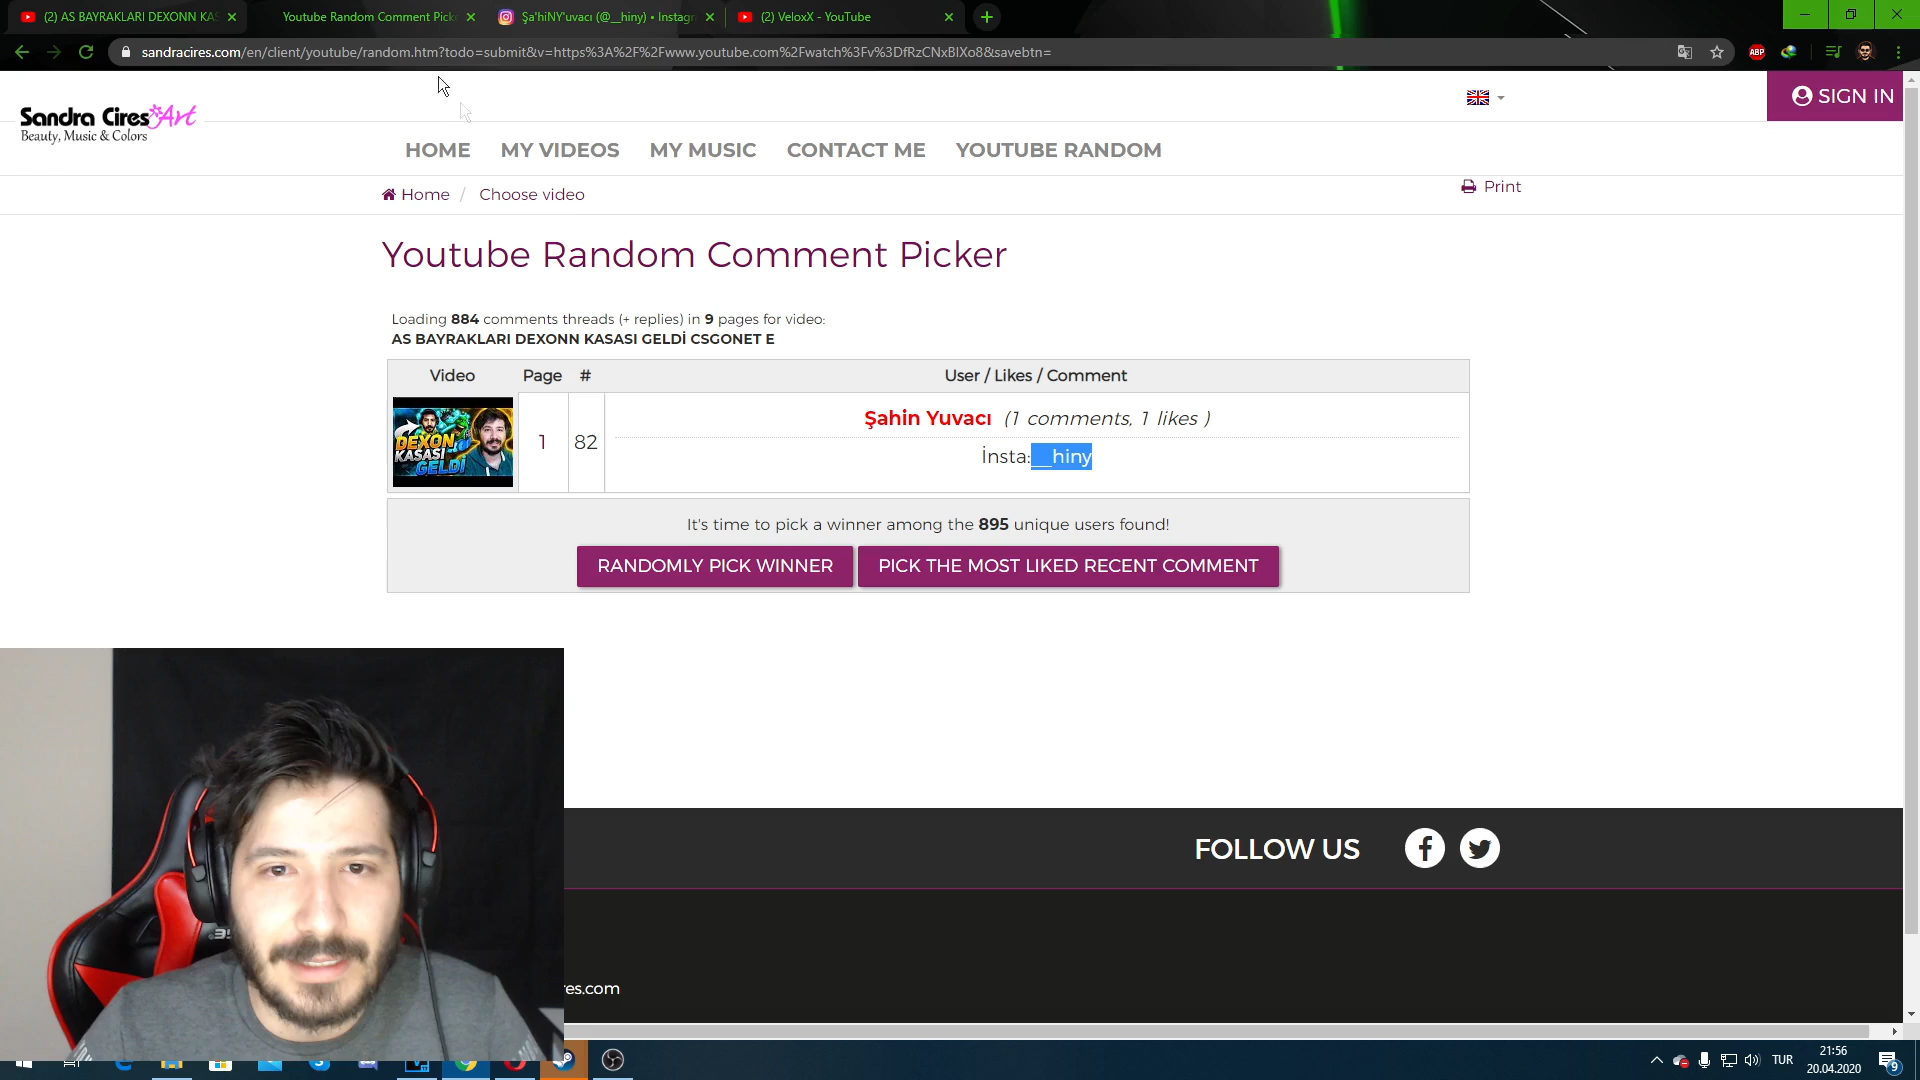 (2) AS BAYRAKLARI DEXONN KAS
Youtube Random Comment Pick
Şa'hiNY'uvacı (@__hiny) • Instagr
(2) VeloxX - YouTube
sandracires.com/en/client/youtube/random.htm?todo=submit&v=https%3A%2F%2Fwww.youtube.com%2Fwatch%3Fv%3DfRzCNxBlXo8&savebtn=
ABP
Sandra Cires Art
Beauty, Music & Colors
SIGN IN
HOME MY VIDEOS MY MUSIC CONTACT ME YOUTUBE RANDOM
Home / Choose video
Print
Youtube Random Comment Picker
Loading 884 comments threads (+ replies) in 9 pages for video:
AS BAYRAKLARI DEXONN KASASI GELDİ CSGONET E
Video Page # User / Likes / Comment
DEXON
KASASI
GELDİ
1
82
Şahin Yuvacı (1 comments, 1 likes )
İnsta:__hiny
It's time to pick a winner among the 895 unique users found!
RANDOMLY PICK WINNER
PICK THE MOST LIKED RECENT COMMENT
FOLLOW US
es.com
TUR
21:56
20.04.2020
9